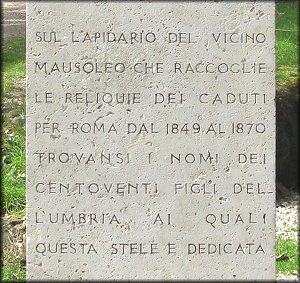 SUL LAPIDARIO DEL VICINO
MAUSOLEO CHE RACCOGLIE
LE RELIQUIE DEI CADUTI
PER ROMA DAL 1849 AL 1870
TROVANSI I NOMI DEI
CENTOVENTI FIGLI DEL-
L'UMBRIA AI QUALI
QUESTA STELE È DEDICATA